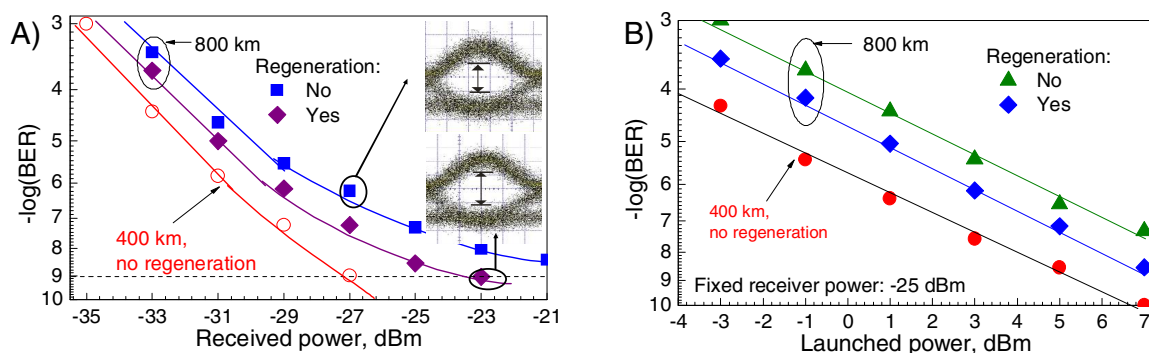 A)
-log(BER)
3
4
5
6
7
8
9
10
800 km
Regeneration:
No
Yes
400 km,
no regeneration
-35
-33
-31
-29
-27
-25
-23
-21
Received power, dBm
B)
-log(BER)
3
4
5
6
7
8
9
10
800 km
Regeneration:
No
Yes
400 km,
no regeneration
Fixed receiver power: -25 dBm
-4
-3
-2
-1
0
1
2
3
4
5
6
7
Launched power, dBm